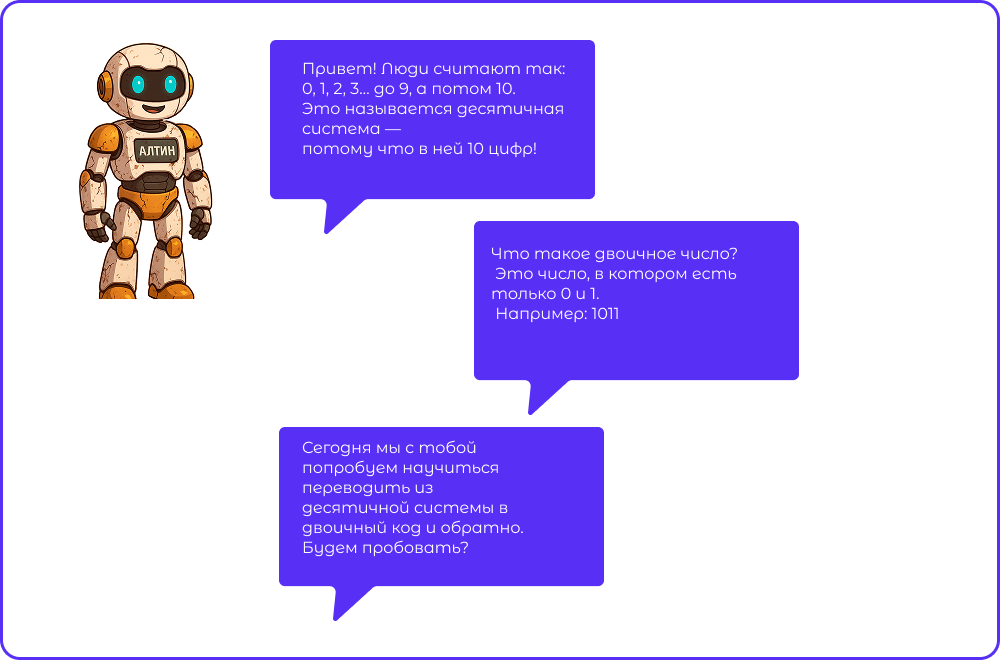 АЛТИН
Привет! Люди считают так:
0, 1, 2, 3... до 9, а потом 10.
Это называется десятичная
система —
потому что в ней 10 цифр!
Что такое двоичное число?
Это число, в котором есть
только 0 и 1.
Например: 1011
Сегодня мы с тобой
попробуем научиться
переводить из
десятичной системы в
двоичный код и обратно.
Будем пробовать?